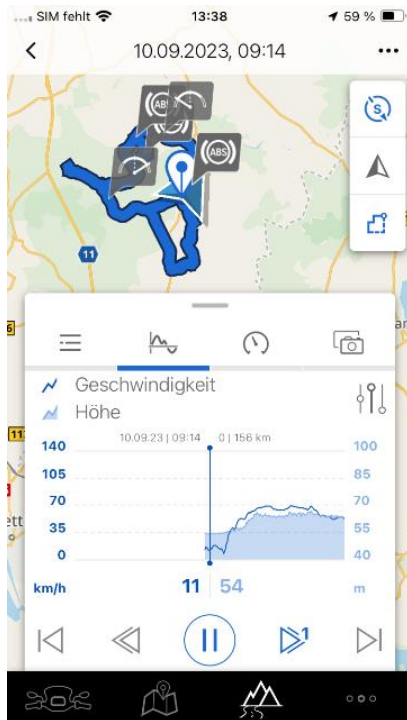 SIM fehlt 13:38 59 %
10.09.2023, 09:14
(ABS)
(ABS)
S
11
Geschwindigkeit
Höhe
10.09.23 | 09:14 0 | 156 km
140 100
105 85
70 70
35 55
0 40
km/h 11 54 m
1